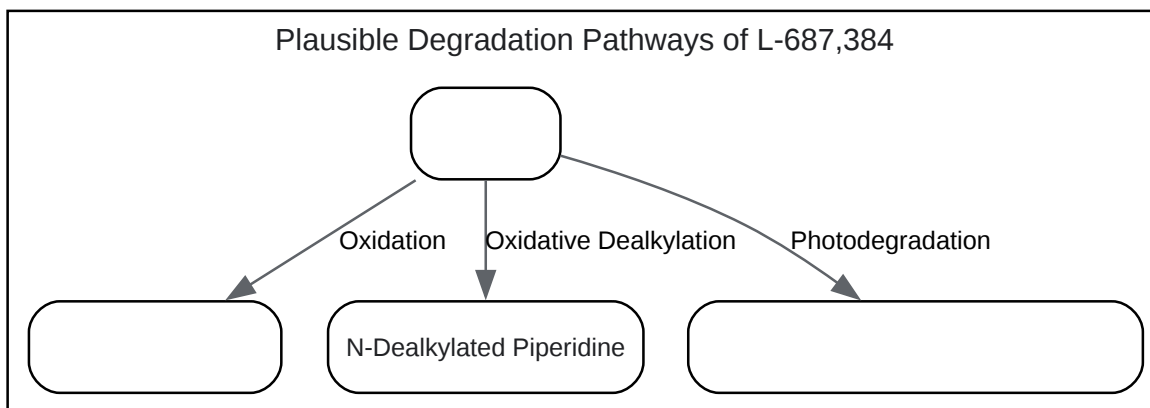 Plausible Degradation Pathways of L-687,384
Oxidation
Oxidative Dealkylation
Photodegradation
N-Dealkylated Piperidine